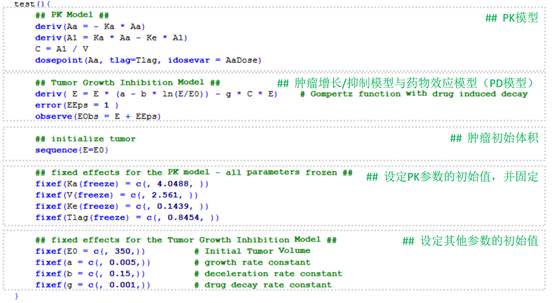 test(){
## PK Model ## ## PK模型
deriv(Aa = - Ka * Aa)
deriv(A1 = Ka * Aa - Ke * A1)
C = A1 / V
dosepoint(Aa, tlag=Tlag, idosevar = AaDose)
## Tumor Growth Inhibition Model ## ## 肿瘤增长/抑制模型与药物效应模型（PD模型）
deriv( E = E * (a - b * ln(E/E0)) - g * C * E) # Gompertz function with drug induced decay
error(EEps = 1 )
observe(EObs = E + EEps)
## initialize tumor ## 肿瘤初始体积
sequence(E=E0)
## fixed effects for the PK model - all parameters frozen ## ## 设定PK参数的初始值，并固定
fixef(Ka(freeze) = c(, 4.0488, ))
fixef(V(freeze) = c(, 2.561, ))
fixef(Ke(freeze) = c(, 0.1439, ))
fixef(Tlag(freeze) = c(, 0.8454, ))
## fixed effects for the Tumor Growth Inhibition Model ## ## 设定其他参数的初始值
fixef(E0 = c(, 350,)) # Initial Tumor Volume
fixef(a = c(, 0.005,)) # growth rate constant
fixef(b = c(, 0.15,)) # deceleration rate constant
fixef(g = c(, 0.001,)) # drug decay rate constant
}